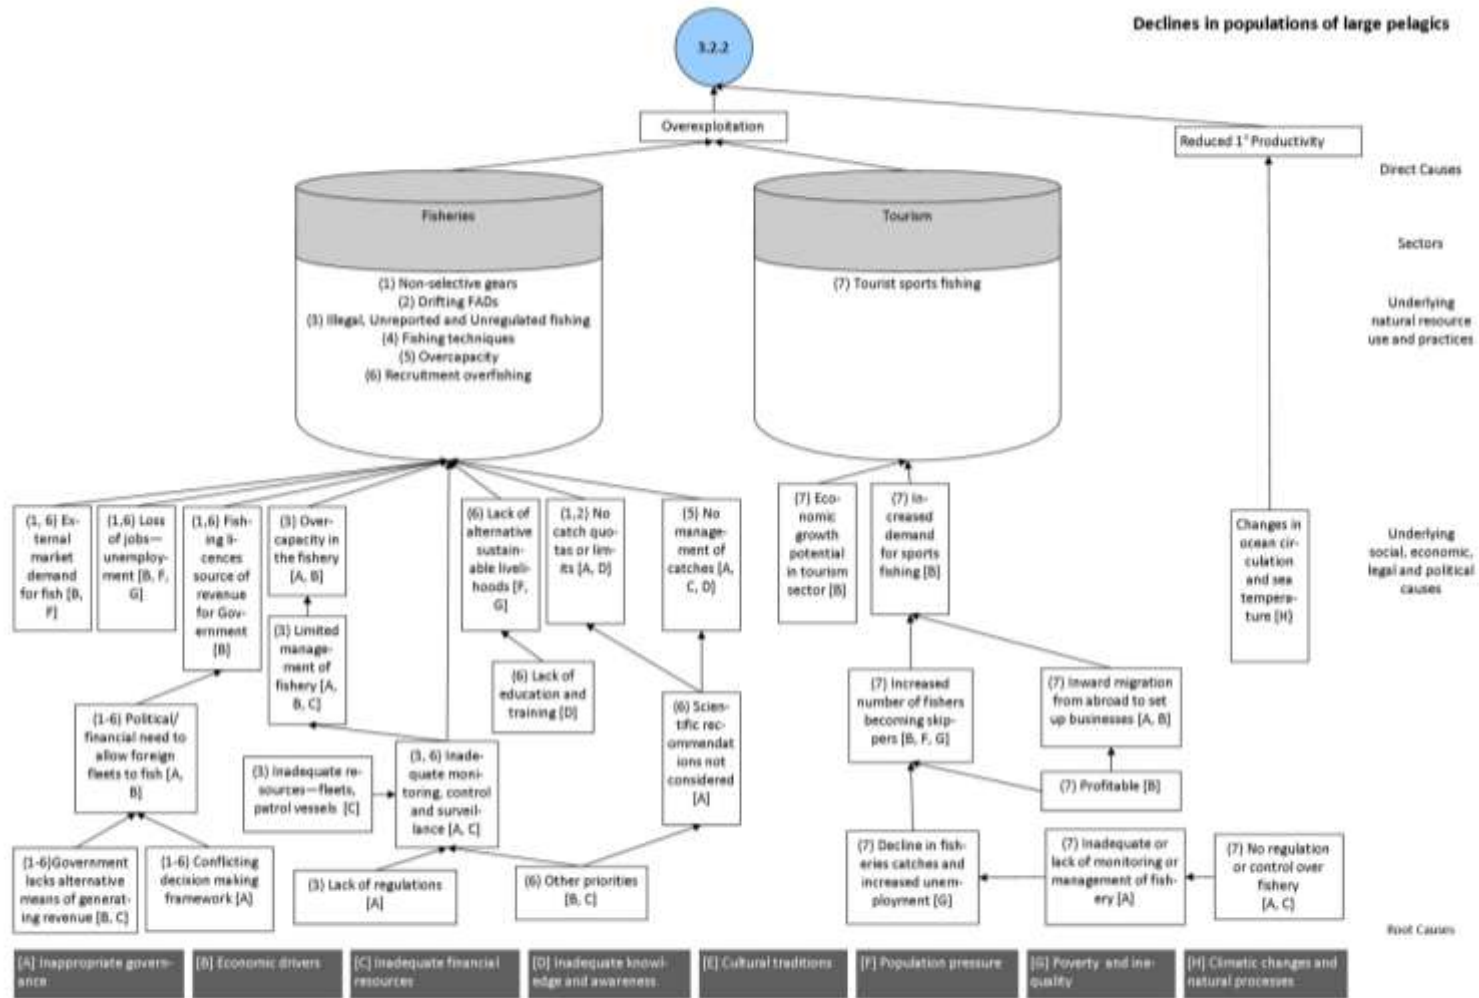 Declines in populations of large pelagics
3.2.2
Overexploitation
Reduced 1° Productivity
Direct Causes
Fisheries
Tourism
Sectors
(1) Non-selective gears
(2) Drifting FADs
(3) Illegal, Unreported and Unregulated fishing
(4) Fishing techniques
(5) Overcapacity
(6) Recruitment overfishing
(7) Tourist sports fishing
Underlying
natural resource
use and practices
(1, 6) Ex-
ternal
market
demand
for fish [B,
F]
(1,6) Loss
of jobs—
unemploy-
ment [B, F,
G]
(1,6) Fish-
ing li-
cences
source of
revenue
for Gov-
ernment
[B]
(3) Over-
capacity in
the fishery
[A, B]
(6) Lack of
alternative
sustain-
able liveli-
hoods [F,
G]
(1,2) No
catch quo-
tas or lim-
its [A, D]
(5) No
manage-
ment of
catches [A,
C, D]
(7) Eco-
nomic
growth
potential
in tourism
sector [B]
(7) In-
creased
demand
for sports
fishing [B]
Changes in
ocean cir-
culation
and sea
tempera-
ture [H]
Underlying
social, economic,
legal and political
causes
(3) Limited
manage-
ment of
fishery [A,
B, C]
(6) Lack of
education and
training [D]
(6) Scien-
tific rec-
ommendat
ions not
considered
[A]
(7) Increased
number of fishers
becoming skip-
pers [B, F, G]
(7) Inward migration
from abroad to set
up businesses [A, B]
(1-6) Political/
financial need to
allow foreign
fleets to fish [A,
B]
(3) Inadequate re-
sources—fleets,
patrol vessels [C]
(3, 6) Inade-
quate moni-
toring, control
and surveil-
lance [A, C]
(7) Profitable [B]
(1-6)Government
lacks alternative
means of generat-
ing revenue [B, C]
(1-6) Conflicting
decision making
framework [A]
(3) Lack of regulations
[A]
(6) Other priorities
[B, C]
(7) Decline in fish-
eries catches and
increased unem-
ployment [G]
(7) Inadequate or
lack of monitoring or
management of fish-
ery [A]
(7) No regulation
or control over
fishery
[A, C]
Root Causes
[A] Inappropriate govern-
ance
[B] Economic drivers
[C] Inadequate financial
resources
[D] Inadequate knowl-
edge and awareness
[E] Cultural traditions
[F] Population pressure
[G] Poverty and ine-
quality
[H] Climatic changes and
natural processes